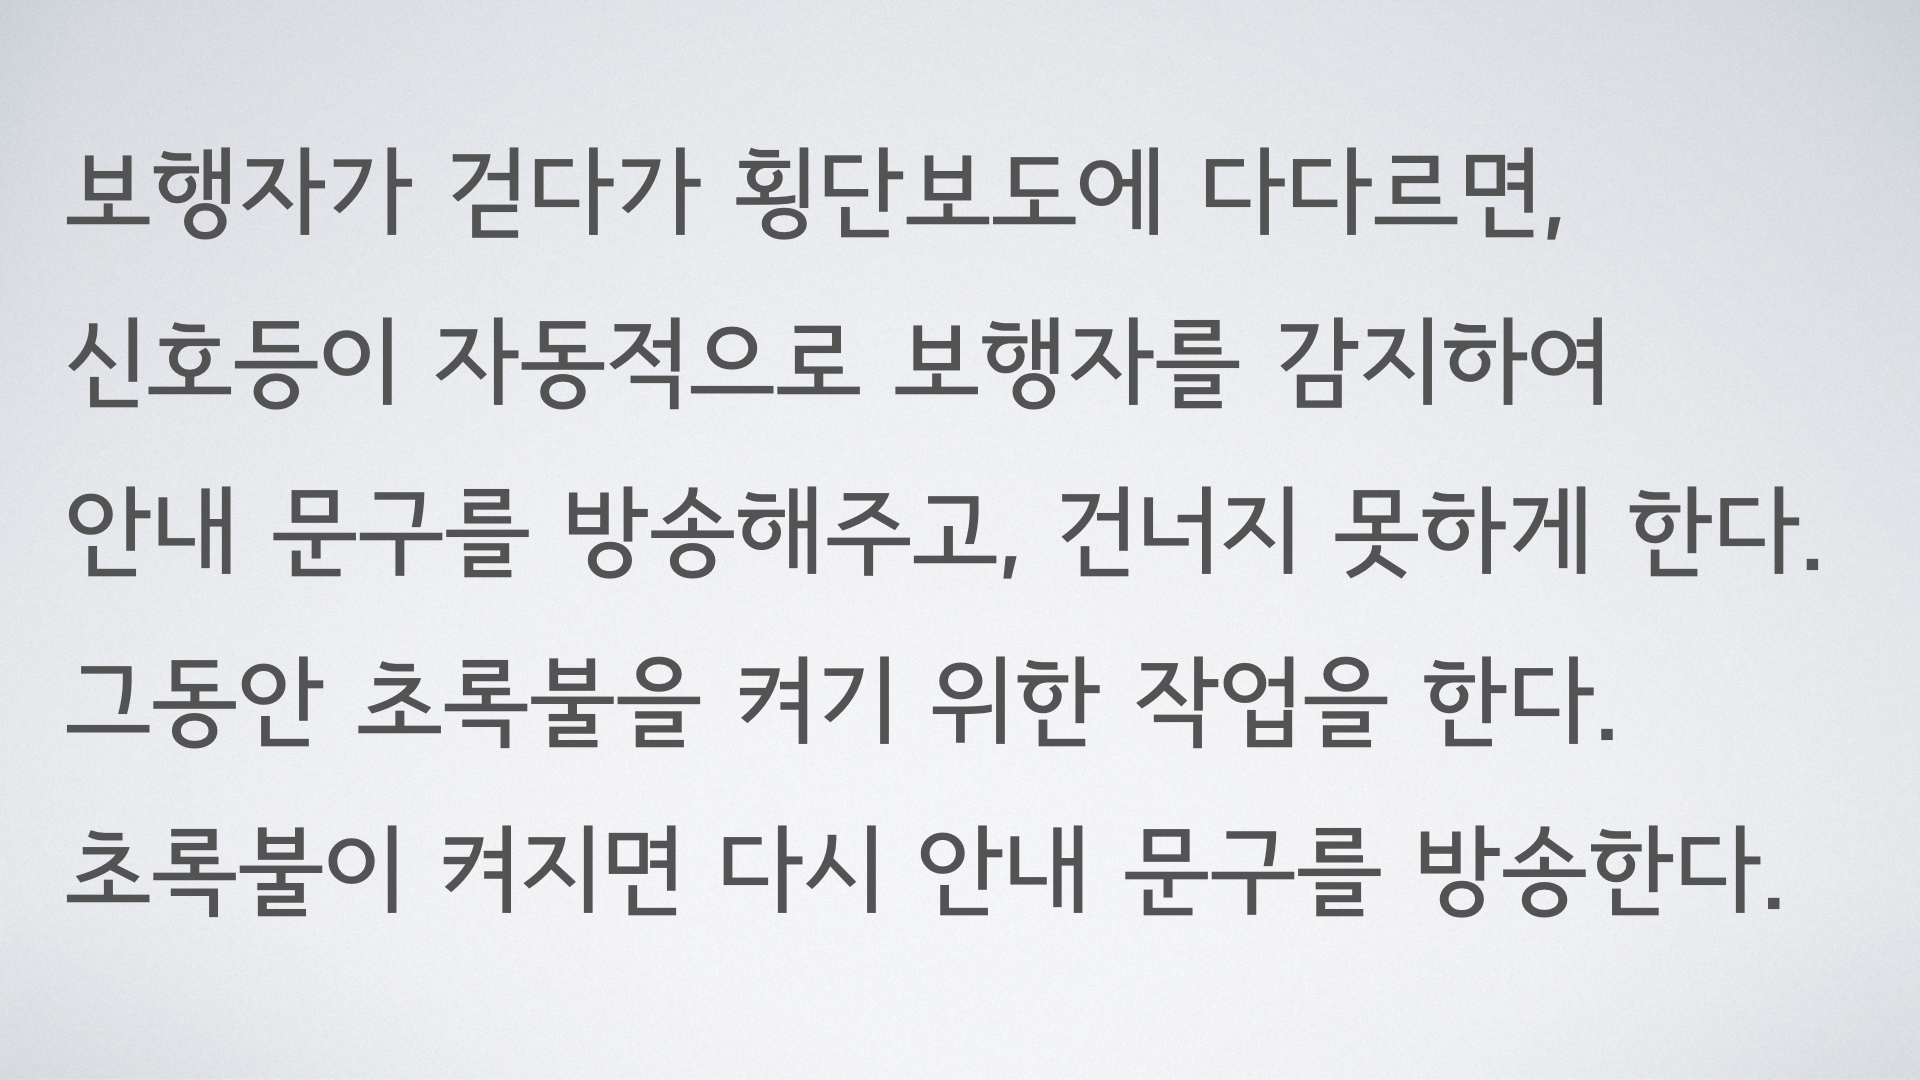 보행자가 걷다가 횡단보도에 다다르면,
신호등이 자동적으로 보행자를 감지하여
안내 문구를 방송해주고, 건너지 못하게 한다.
그동안 초록불을 켜기 위한 작업을 한다.
초록불이 켜지면 다시 안내 문구를 방송한다.